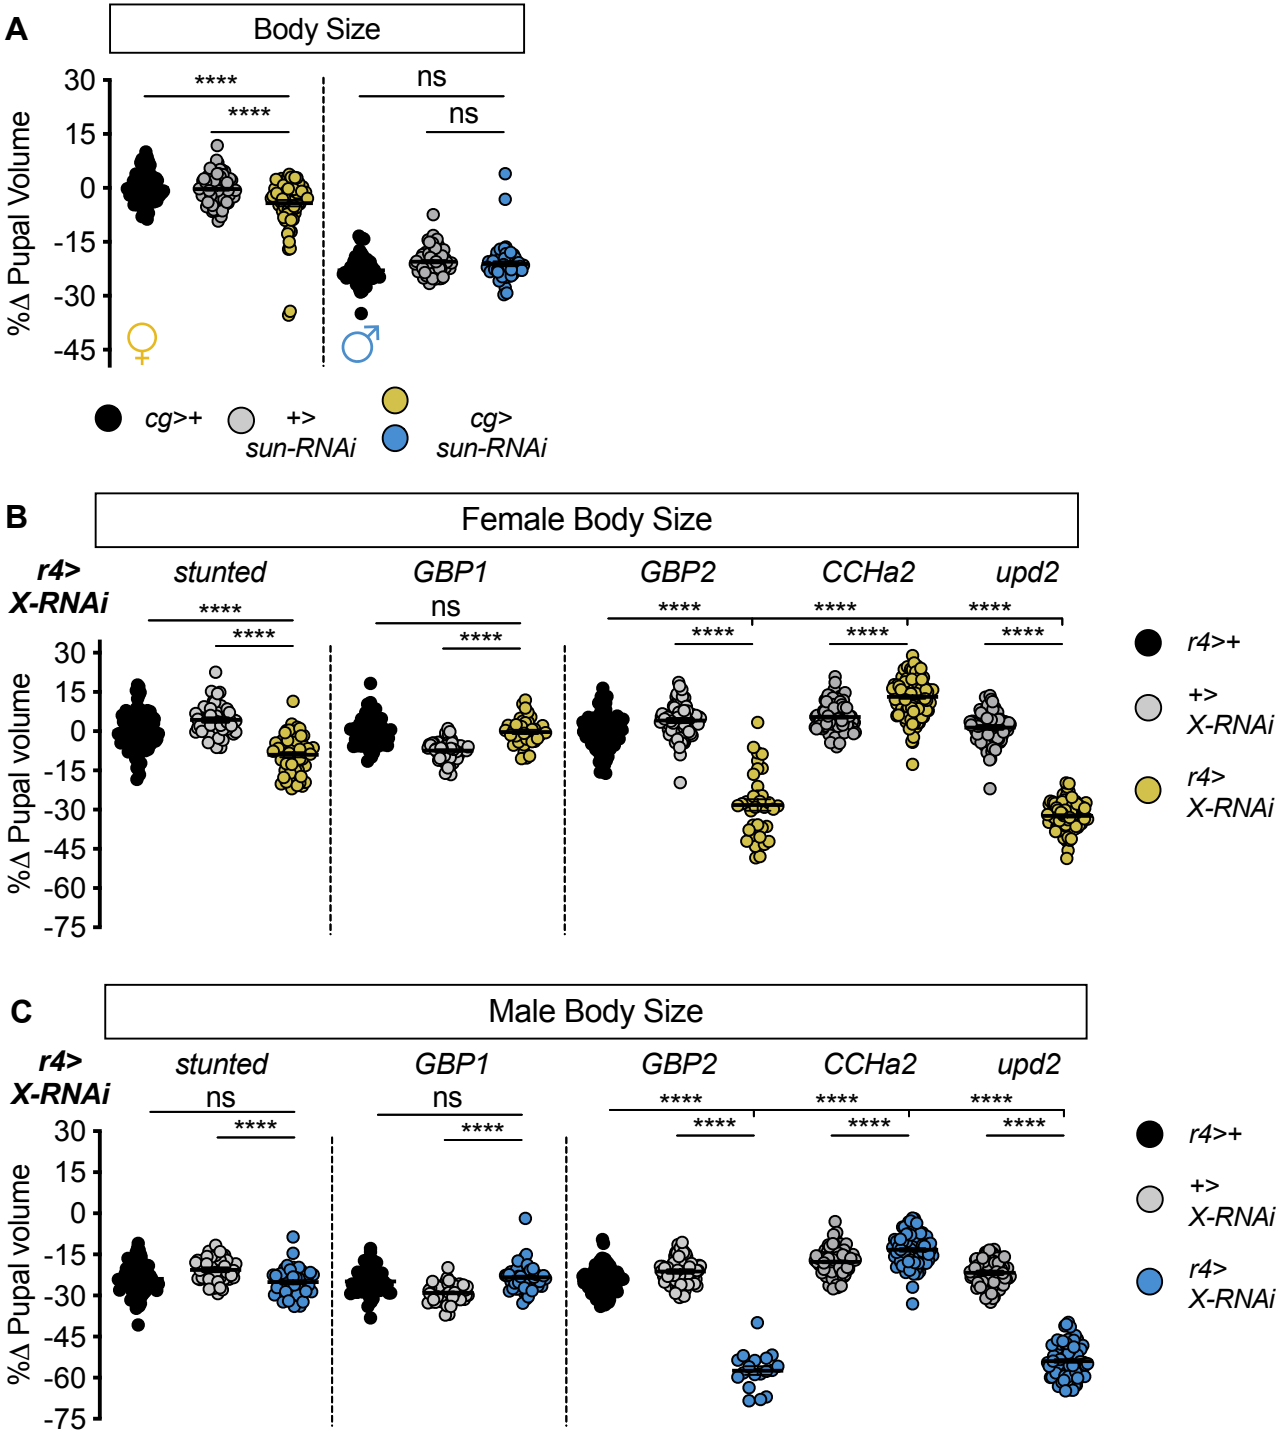 A
Body Size
%Δ Pupal Volume
30
15
0
-15
-30
-45
****
****
ns
ns
♀
♂
cg>+
+>
sun-RNAi
cg>
sun-RNAi
B
Female Body Size
r4>
X-RNAi
stunted
GBP1
GBP2
CCHa2
upd2
****
****
ns
****
****
****
****
****
****
****
%Δ Pupal volume
30
15
0
-15
-30
-45
-60
-75
r4>+
+>
X-RNAi
r4>
X-RNAi
C
Male Body Size
r4>
X-RNAi
stunted
GBP1
GBP2
CCHa2
upd2
ns
****
ns
****
****
****
****
****
****
****
%Δ Pupal volume
30
15
0
-15
-30
-45
-60
-75
r4>+
+>
X-RNAi
r4>
X-RNAi